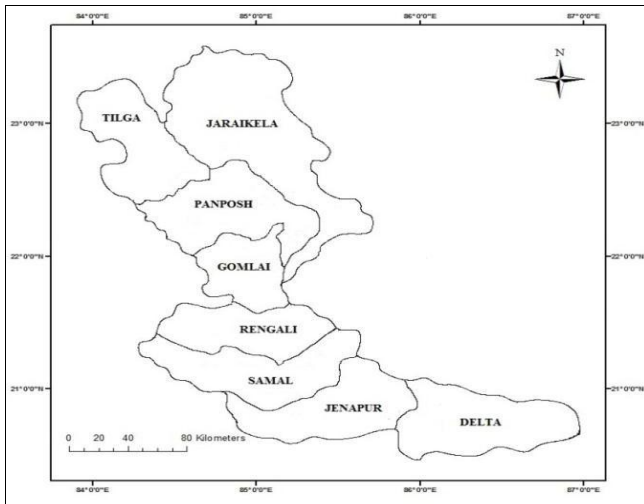 84°0'0"E 85°0'0"E 86°0'0"E 87°0'0"E
N
23°0'0"N 23°0'0"N
TILGA
JARAIKELA
PANPOSH
22°0'0"N 22°0'0"N
GOMLAI
RENGALI
SAMAL
21°0'0"N 21°0'0"N
JENAPUR
DELTA
0 20 40 80 Kilometers
84°0'0"E 85°0'0"E 86°0'0"E 87°0'0"E